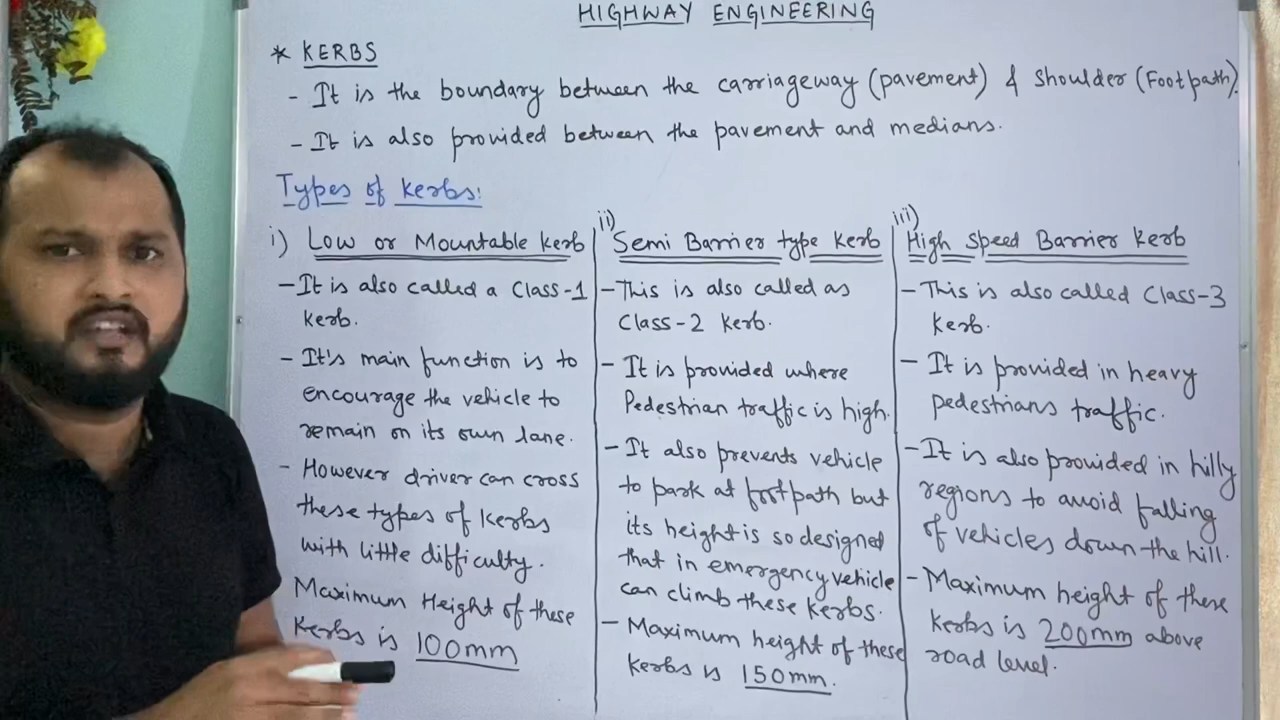 HIGHWAY ENGINEERING
* KERBS
- It is the boundary between the carriageway (pavement) & shoulder (Footpath).
- It is also provided between the pavement and medians.
Types of kerbs:
i) Low or Mountable kerb
- It is also called a Class-1
kerb.
- It's main function is to
encourage the vehicle to
remain on its own lane.
- However driver can cross
these types of kerbs
with little difficulty.
Maximum Height of these
kerbs is 100mm
ii) Semi Barrier type kerb
- This is also called as
Class-2 kerb.
- It is provided where
Pedestrian traffic is high.
- It also prevents vehicle
to park at footpath but
its height is so designed
that in emergency vehicle
can climb these kerbs.
- Maximum height of these
kerbs is 150mm.
iii) High Speed Barrier kerb
- This is also called Class-3
kerb.
- It is provided in heavy
pedestrians traffic.
- It is also provided in hilly
regions to avoid falling
of vehicles down the hill.
- Maximum height of these
kerbs is 200mm above
road level.